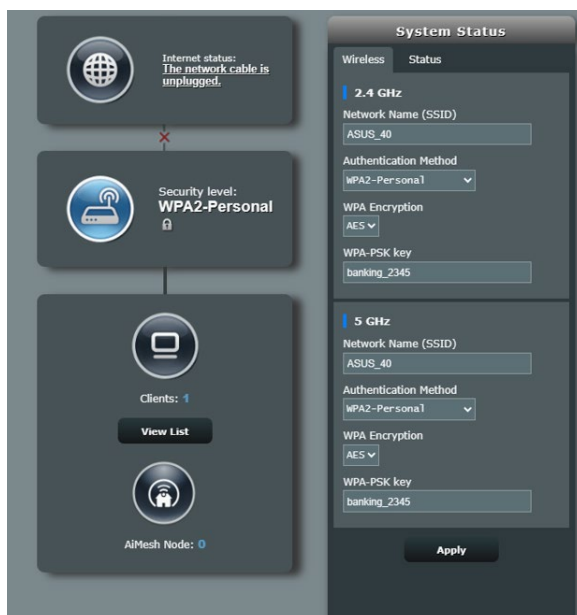 Internet status:
The network cable is
unplugged.
Security level:
WPA2-Personal
Clients: 1
View List
AiMesh Node: 0
System Status
Wireless Status
2.4 GHz
Network Name (SSID)
ASUS_40
Authentication Method
WPA2-Personal
WPA Encryption
AES
WPA-PSK key
banking_2345
5 GHz
Network Name (SSID)
ASUS_40
Authentication Method
WPA2-Personal
WPA Encryption
AES
WPA-PSK key
banking_2345
Apply